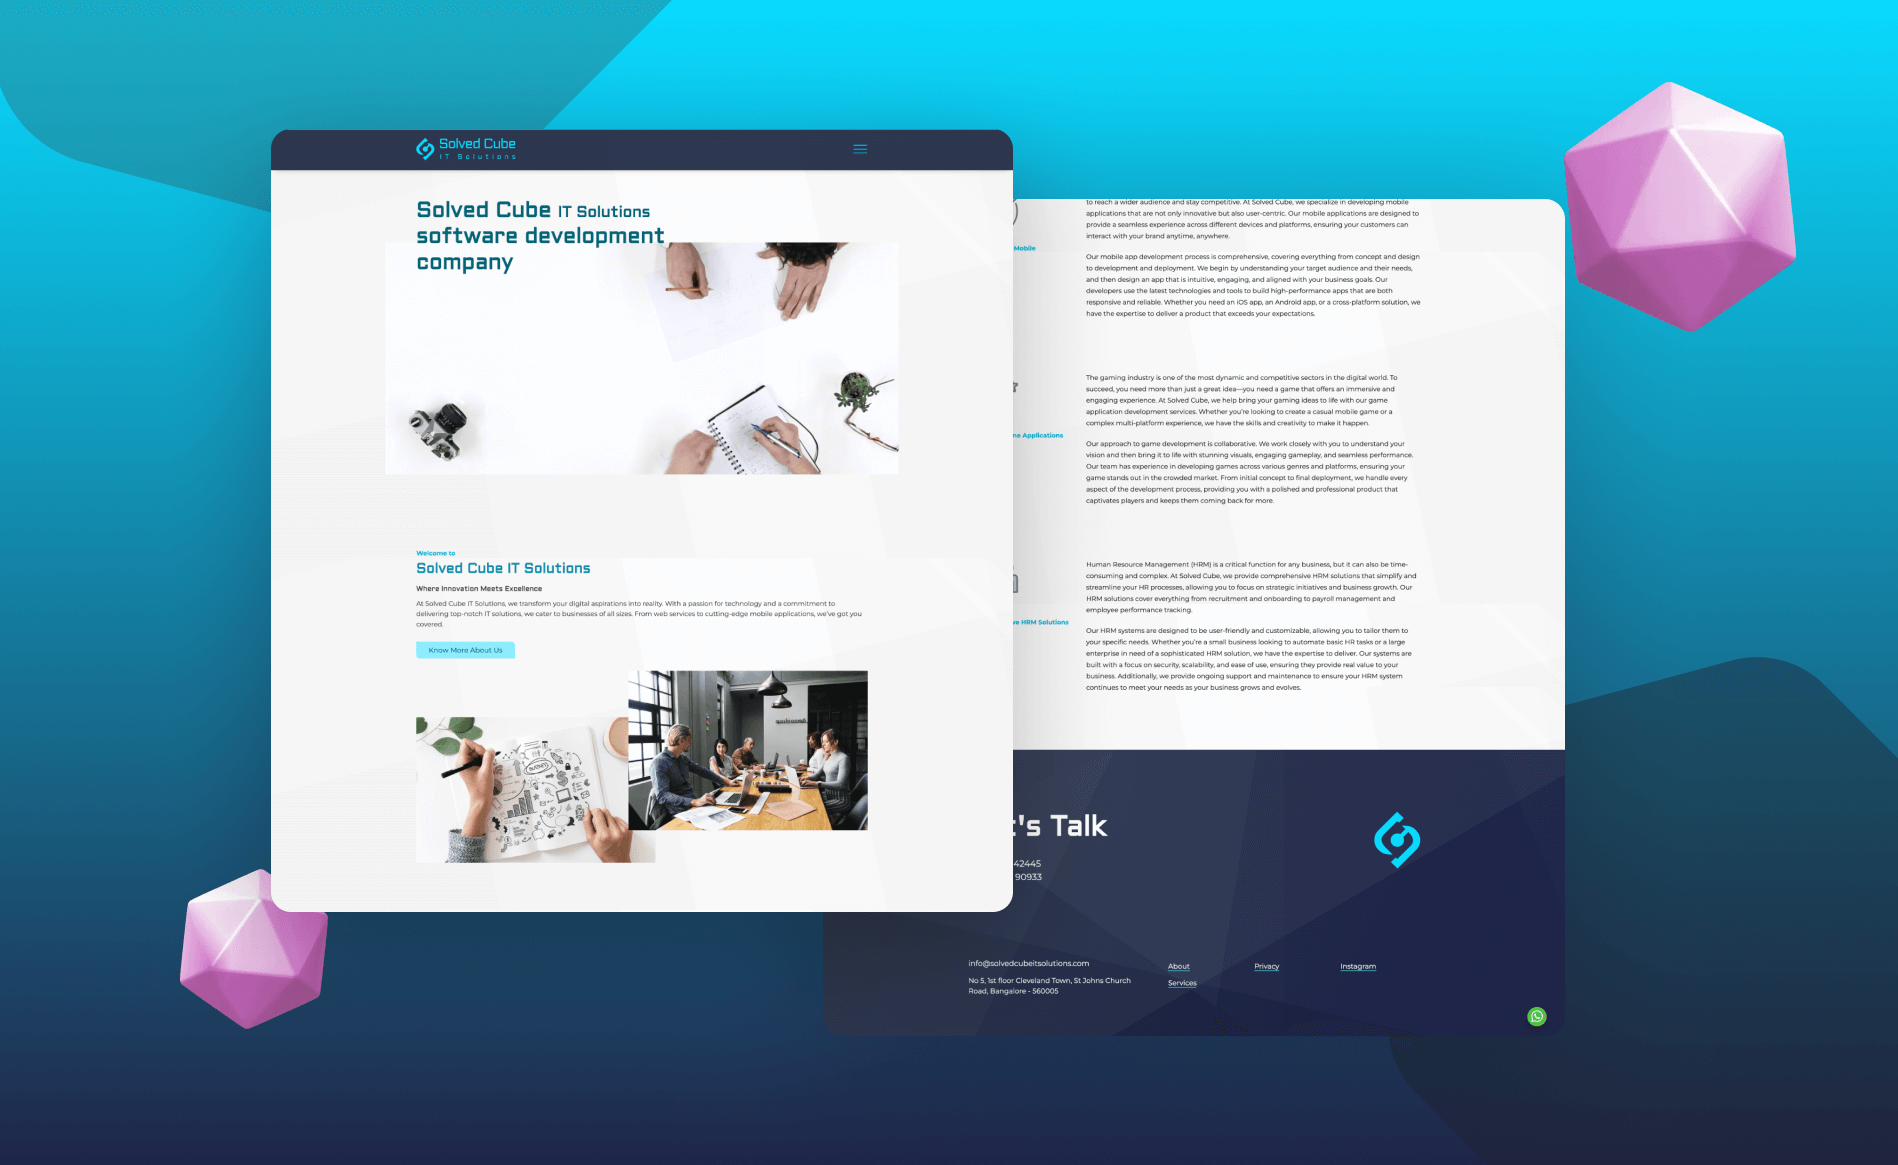 Solved Cube
IT Solutions
Solved Cube IT Solutions
software development
company
Welcome to
Solved Cube IT Solutions
Where Innovation Meets Excellence
At Solved Cube IT Solutions, we transform your digital aspirations into reality. With a passion for technology and a commitment to
delivering top-notch IT solutions, we cater to businesses of all sizes. From web services to cutting-edge mobile applications, we've got you
covered.
Know More About Us
BUSINESS
to reach a wider audience and stay competitive. At Solved Cube, we specialize in developing mobile
applications that are not only innovative but also user-centric. Our mobile applications are designed to
provide a seamless experience across different devices and platforms, ensuring your customers can
interact with your brand anytime, anywhere.
Mobile
Our mobile app development process is comprehensive, covering everything from concept and design
to development and deployment. We begin by understanding your target audience and their needs,
and then design an app that is intuitive, engaging, and aligned with your business goals. Our
developers use the latest technologies and tools to build high-performance apps that are both
responsive and reliable. Whether you need an iOS app, an Android app, or a cross-platform solution, we
have the expertise to deliver a product that exceeds your expectations.
The gaming industry is one of the most dynamic and competitive sectors in the digital world. To
succeed, you need more than just a great idea—you need a game that offers an immersive and
engaging experience. At Solved Cube, we help bring your gaming ideas to life with our game
application development services. Whether you're looking to create a casual mobile game or a
complex multi-platform experience, we have the skills and creativity to make it happen.
me Applications
Our approach to game development is collaborative. We work closely with you to understand your
vision and then bring it to life with stunning visuals, engaging gameplay, and seamless performance.
Our team has experience in developing games across various genres and platforms, ensuring your
game stands out in the crowded market. From initial concept to final deployment, we handle every
aspect of the development process, providing you with a polished and professional product that
captivates players and keeps them coming back for more.
Human Resource Management (HRM) is a critical function for any business, but it can also be time-
consuming and complex. At Solved Cube, we provide comprehensive HRM solutions that simplify and
streamline your HR processes, allowing you to focus on strategic initiatives and business growth. Our
HRM solutions cover everything from recruitment and onboarding to payroll management and
employee performance tracking.
ve HRM Solutions
Our HRM systems are designed to be user-friendly and customizable, allowing you to tailor them to
your specific needs. Whether you're a small business looking to automate basic HR tasks or a large
enterprise in need of a sophisticated HRM solution, we have the expertise to deliver. Our systems are
built with a focus on security, scalability, and ease of use, ensuring they provide real value to your
business. Additionally, we provide ongoing support and maintenance to ensure your HRM system
continues to meet your needs as your business grows and evolves.
t's Talk
42445
90933
info@solvedcubeitsolutions.com
No 5, 1st floor Cleveland Town, St Johns Church
Road, Bangalore - 560005
About
Services
Privacy
Instagram